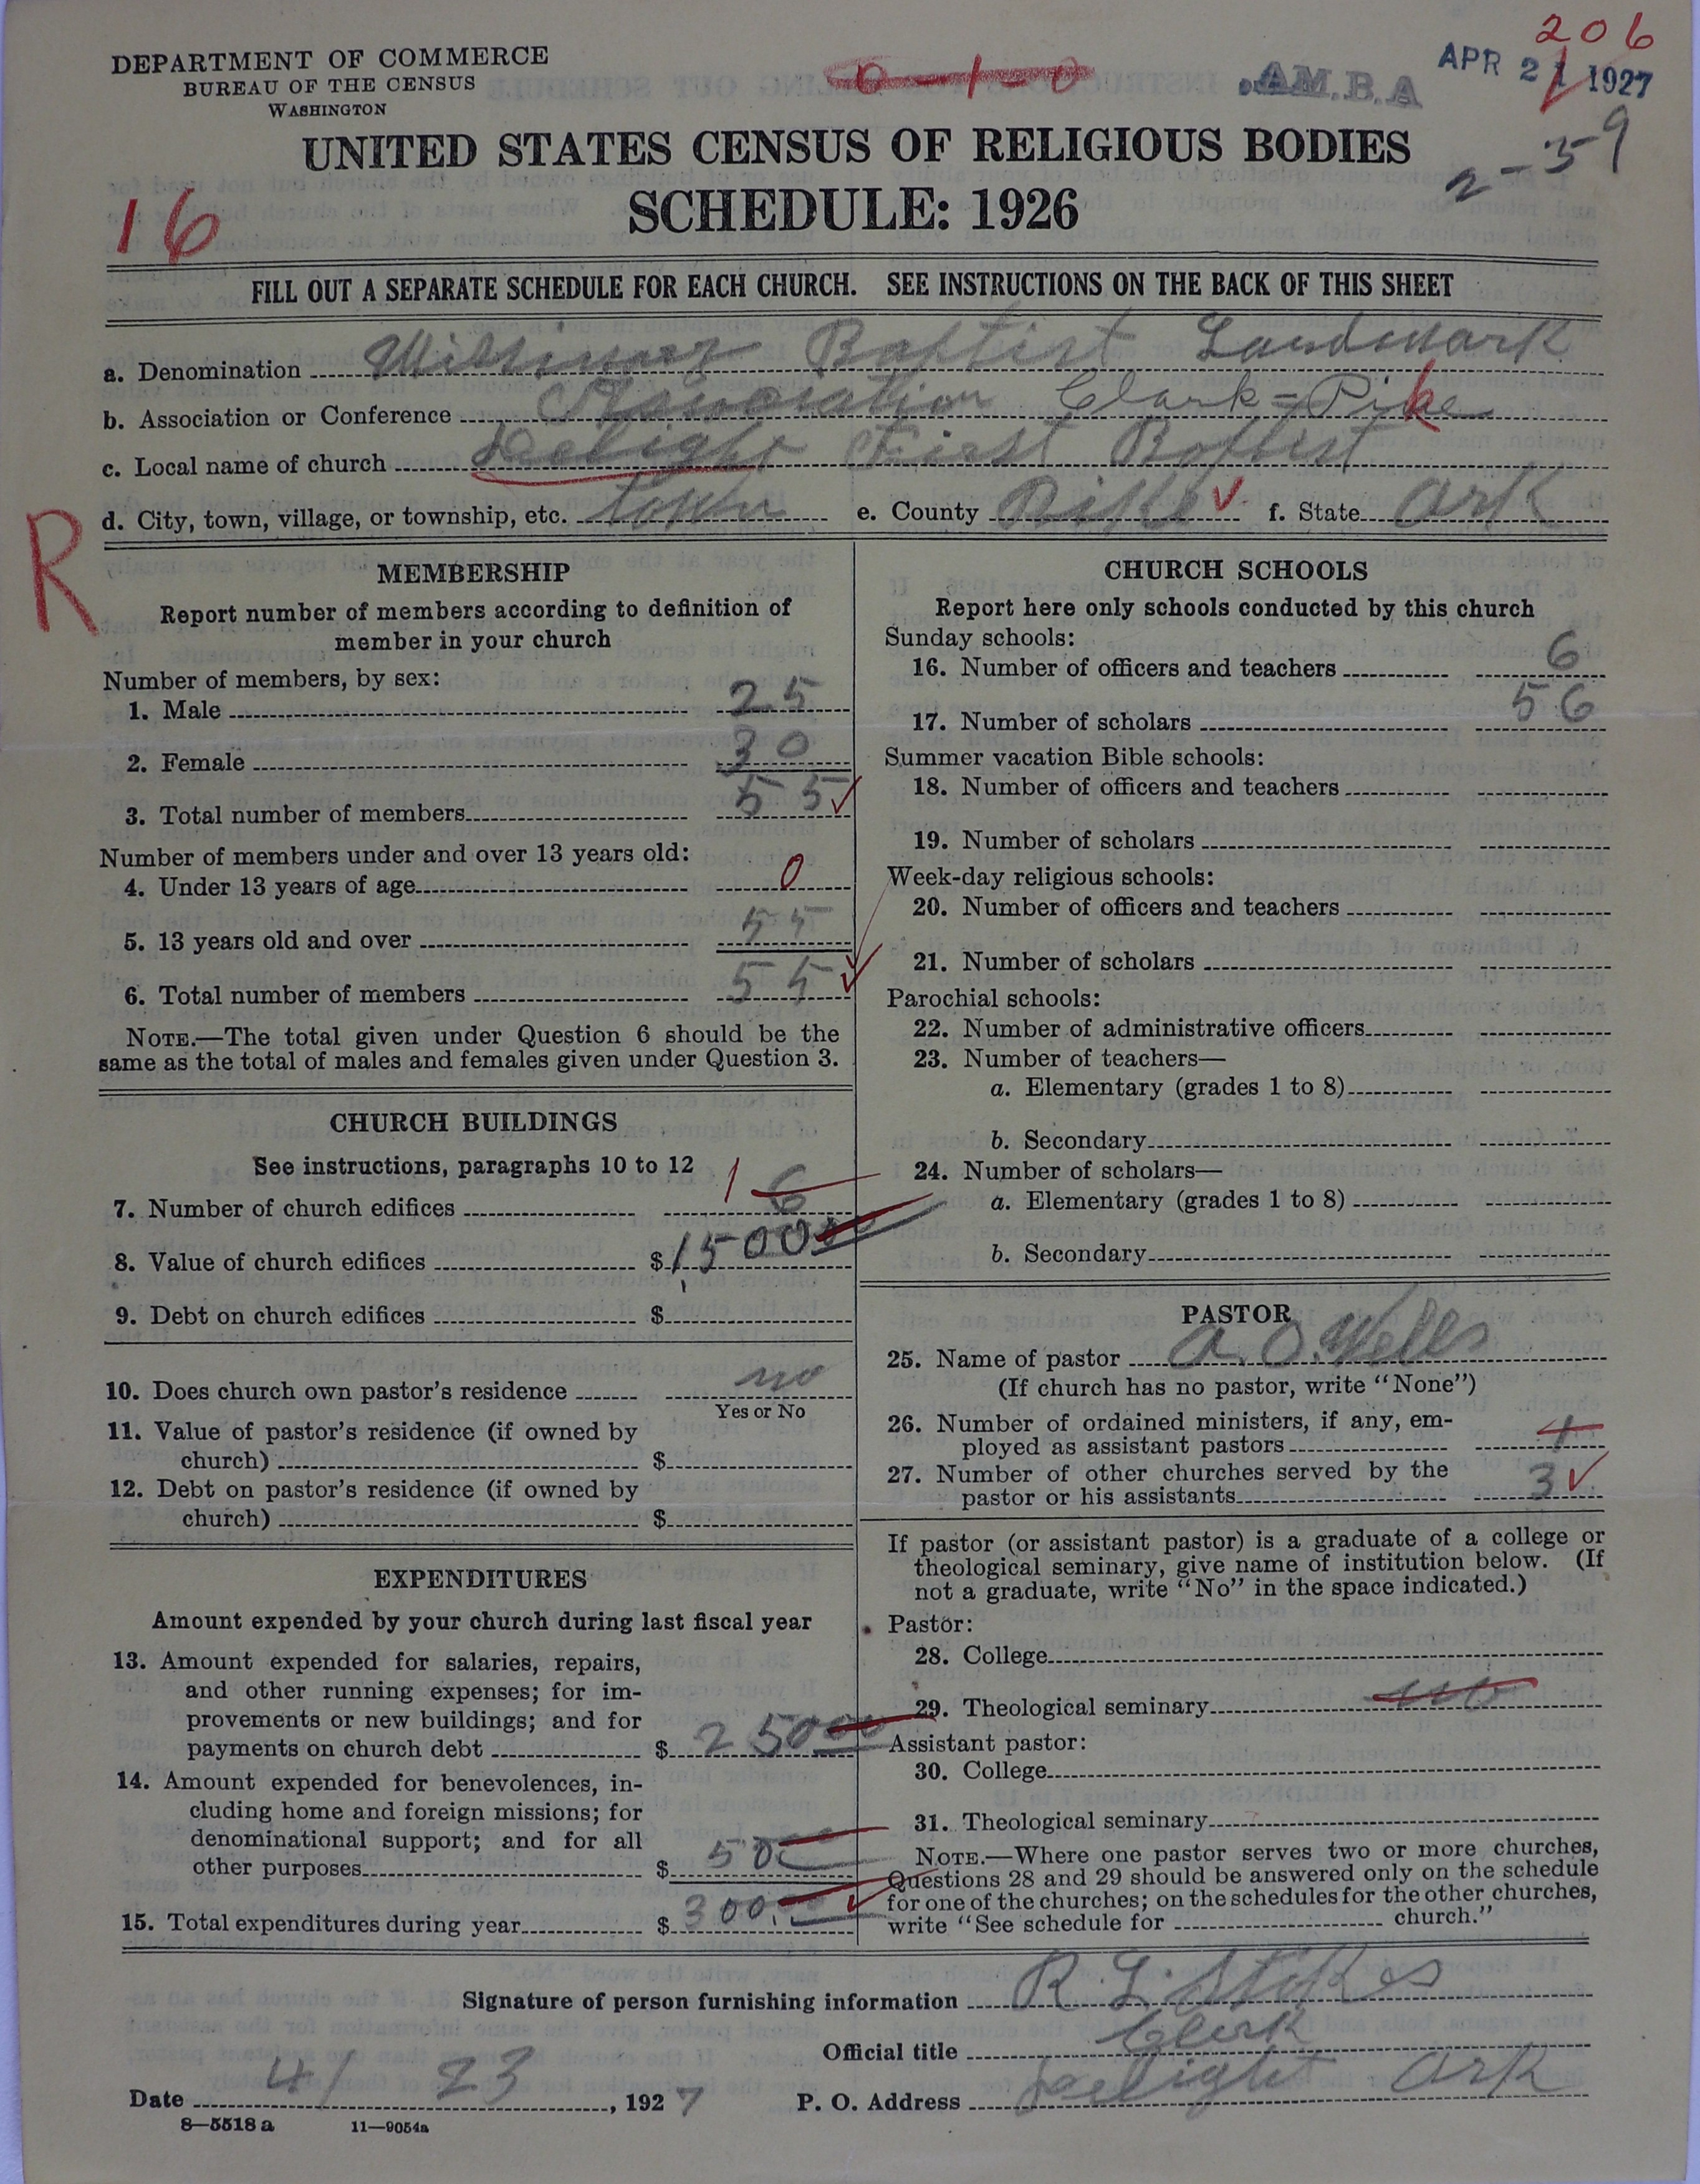 206
DEPARTMENT OF COMMERCE
BUREAU OF THE CENSUS
WASHINGTON
0-1-0
A.M.B.A
APR 21 1927
UNITED STATES CENSUS OF RELIGIOUS BODIES
2-59
SCHEDULE: 1926
16
FILL OUT A SEPARATE SCHEDULE FOR EACH CHURCH. SEE INSTRUCTIONS ON THE BACK OF THIS SHEET
a. Denomination Baptist Landmark
b. Association or Conference Association Clark-Pike
c. Local name of church Delight First Baptist
d. City, town, village, or township, etc. town e. County Pike ✓ f. State Ark
R
MEMBERSHIP
Report number of members according to definition of
member in your church
Number of members, by sex:
1. Male 25
2. Female 30
3. Total number of members 55 ✓
Number of members under and over 13 years old:
4. Under 13 years of age 0
5. 13 years old and over 55
6. Total number of members 55 ✓
NOTE.—The total given under Question 6 should be the
same as the total of males and females given under Question 3.
CHURCH BUILDINGS
See instructions, paragraphs 10 to 12
7. Number of church edifices 1 6
8. Value of church edifices $1500
9. Debt on church edifices $
10. Does church own pastor's residence no
Yes or No
11. Value of pastor's residence (if owned by
church) $
12. Debt on pastor's residence (if owned by
church) $
EXPENDITURES
Amount expended by your church during last fiscal year
13. Amount expended for salaries, repairs,
and other running expenses; for im-
provements or new buildings; and for
payments on church debt $ 250 00
14. Amount expended for benevolences, in-
cluding home and foreign missions; for
denominational support; and for all
other purposes $ 50
15. Total expenditures during year $ 300. ✓
CHURCH SCHOOLS
Report here only schools conducted by this church
Sunday schools:
16. Number of officers and teachers 6
17. Number of scholars 56
Summer vacation Bible schools:
18. Number of officers and teachers
19. Number of scholars
Week-day religious schools:
20. Number of officers and teachers
21. Number of scholars
Parochial schools:
22. Number of administrative officers
23. Number of teachers—
a. Elementary (grades 1 to 8)
b. Secondary
24. Number of scholars—
a. Elementary (grades 1 to 8)
b. Secondary
PASTOR
25. Name of pastor A. O. Wells
(If church has no pastor, write "None")
26. Number of ordained ministers, if any, em-
ployed as assistant pastors 1
27. Number of other churches served by the
pastor or his assistants 3 ✓
If pastor (or assistant pastor) is a graduate of a college or
theological seminary, give name of institution below. (If
not a graduate, write "No" in the space indicated.)
Pastor:
28. College
29. Theological seminary no
Assistant pastor:
30. College
31. Theological seminary
NOTE.—Where one pastor serves two or more churches,
Questions 28 and 29 should be answered only on the schedule
for one of the churches; on the schedules for the other churches,
write "See schedule for church."
Signature of person furnishing information R. L. Stokes
Official title Clerk
Date 4/ 23, 1927 P. O. Address Delight Ark
8—5518a 11—9054a